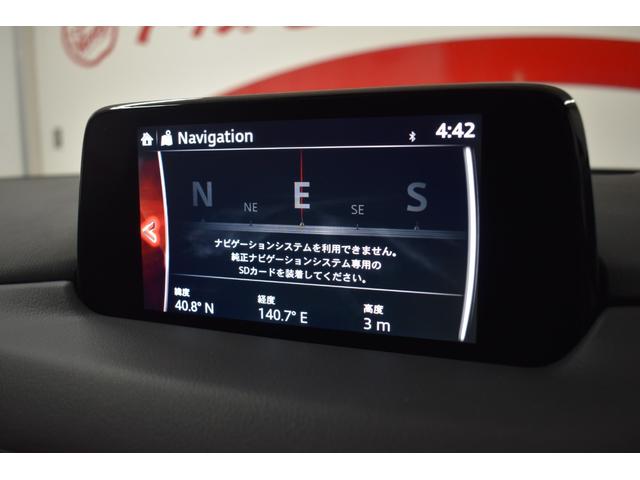 Navigation
4:42
N NE E SE S
ナビゲーションシステムを利用できません。
純正ナビゲーションシステム専用の
SDカードを装着してください。
緯度 経度 高度
40.8° N 140.7° E 3 m